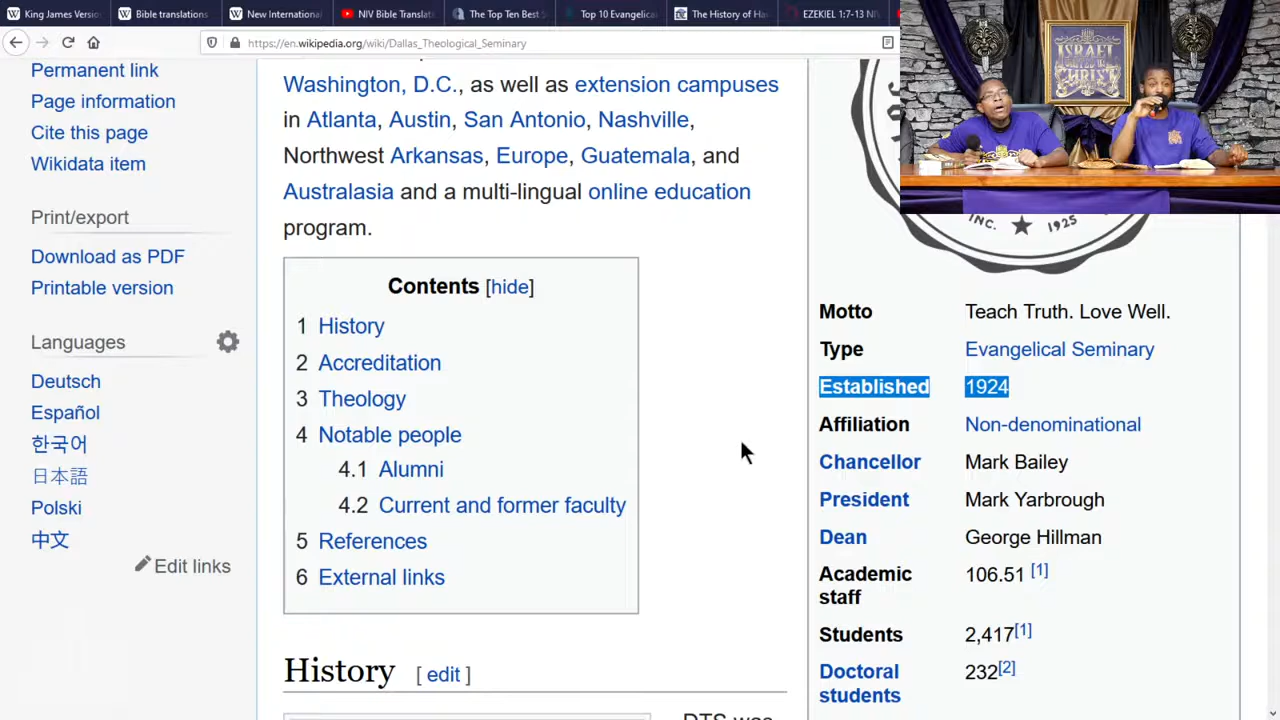 King James Versio
Bible translations
New Internationa
NIV Bible Translat
The Top Ten Best
Top 10 Evangelica
The History of Ha
EZEKIEL 1:7-13 NI
https://en.wikipedia.org/wiki/Dallas_Theological_Seminary
Permanent link
Page information
Cite this page
Wikidata item
Print/export
Download as PDF
Printable version
Languages
Deutsch
Español
한국어
日本語
Polski
中文
Edit links
Washington, D.C., as well as extension campuses
in Atlanta, Austin, San Antonio, Nashville,
Northwest Arkansas, Europe, Guatemala, and
Australasia and a multi-lingual online education
program.
Contents [hide]
1 History
2 Accreditation
3 Theology
4 Notable people
4.1 Alumni
4.2 Current and former faculty
5 References
6 External links
History [ edit ]
DTS was
ISRAEL
UNITED IN
CHRIST
INC. ★ 1925
Motto Teach Truth. Love Well.
Type Evangelical Seminary
Established 1924
Affiliation Non-denominational
Chancellor Mark Bailey
President Mark Yarbrough
Dean George Hillman
Academic staff 106.51 [1]
Students 2,417[1]
Doctoral students 232[2]